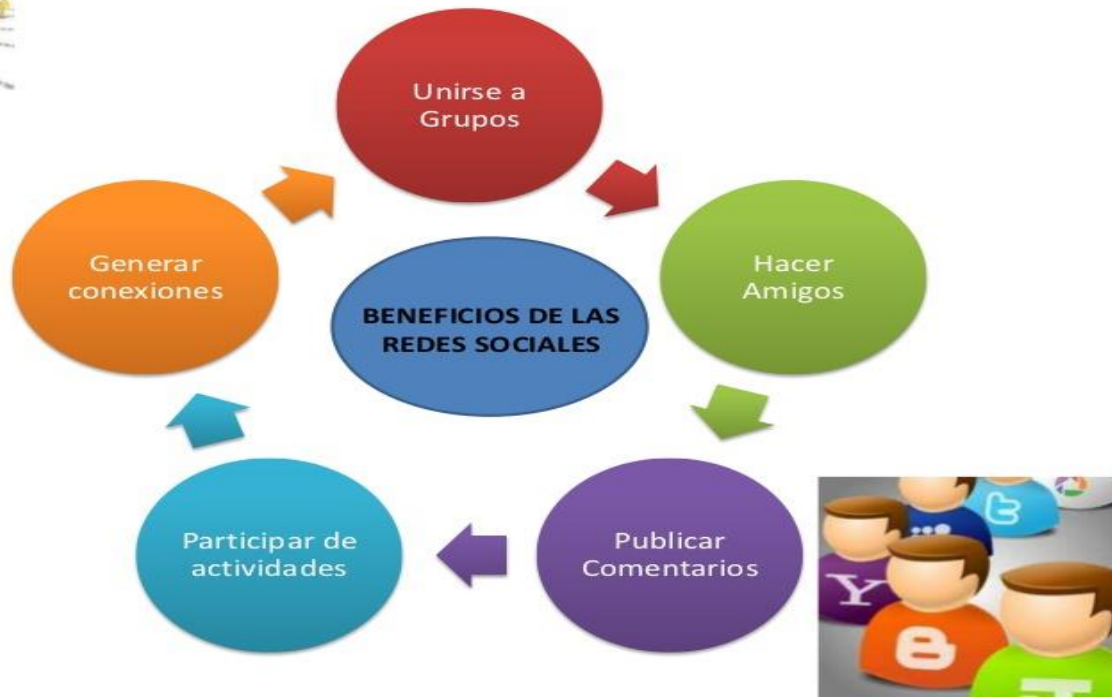 Unirse a
Grupos
Hacer
Amigos
Publicar
Comentarios
Participar de
actividades
Generar
conexiones
BENEFICIOS DE LAS
REDES SOCIALES